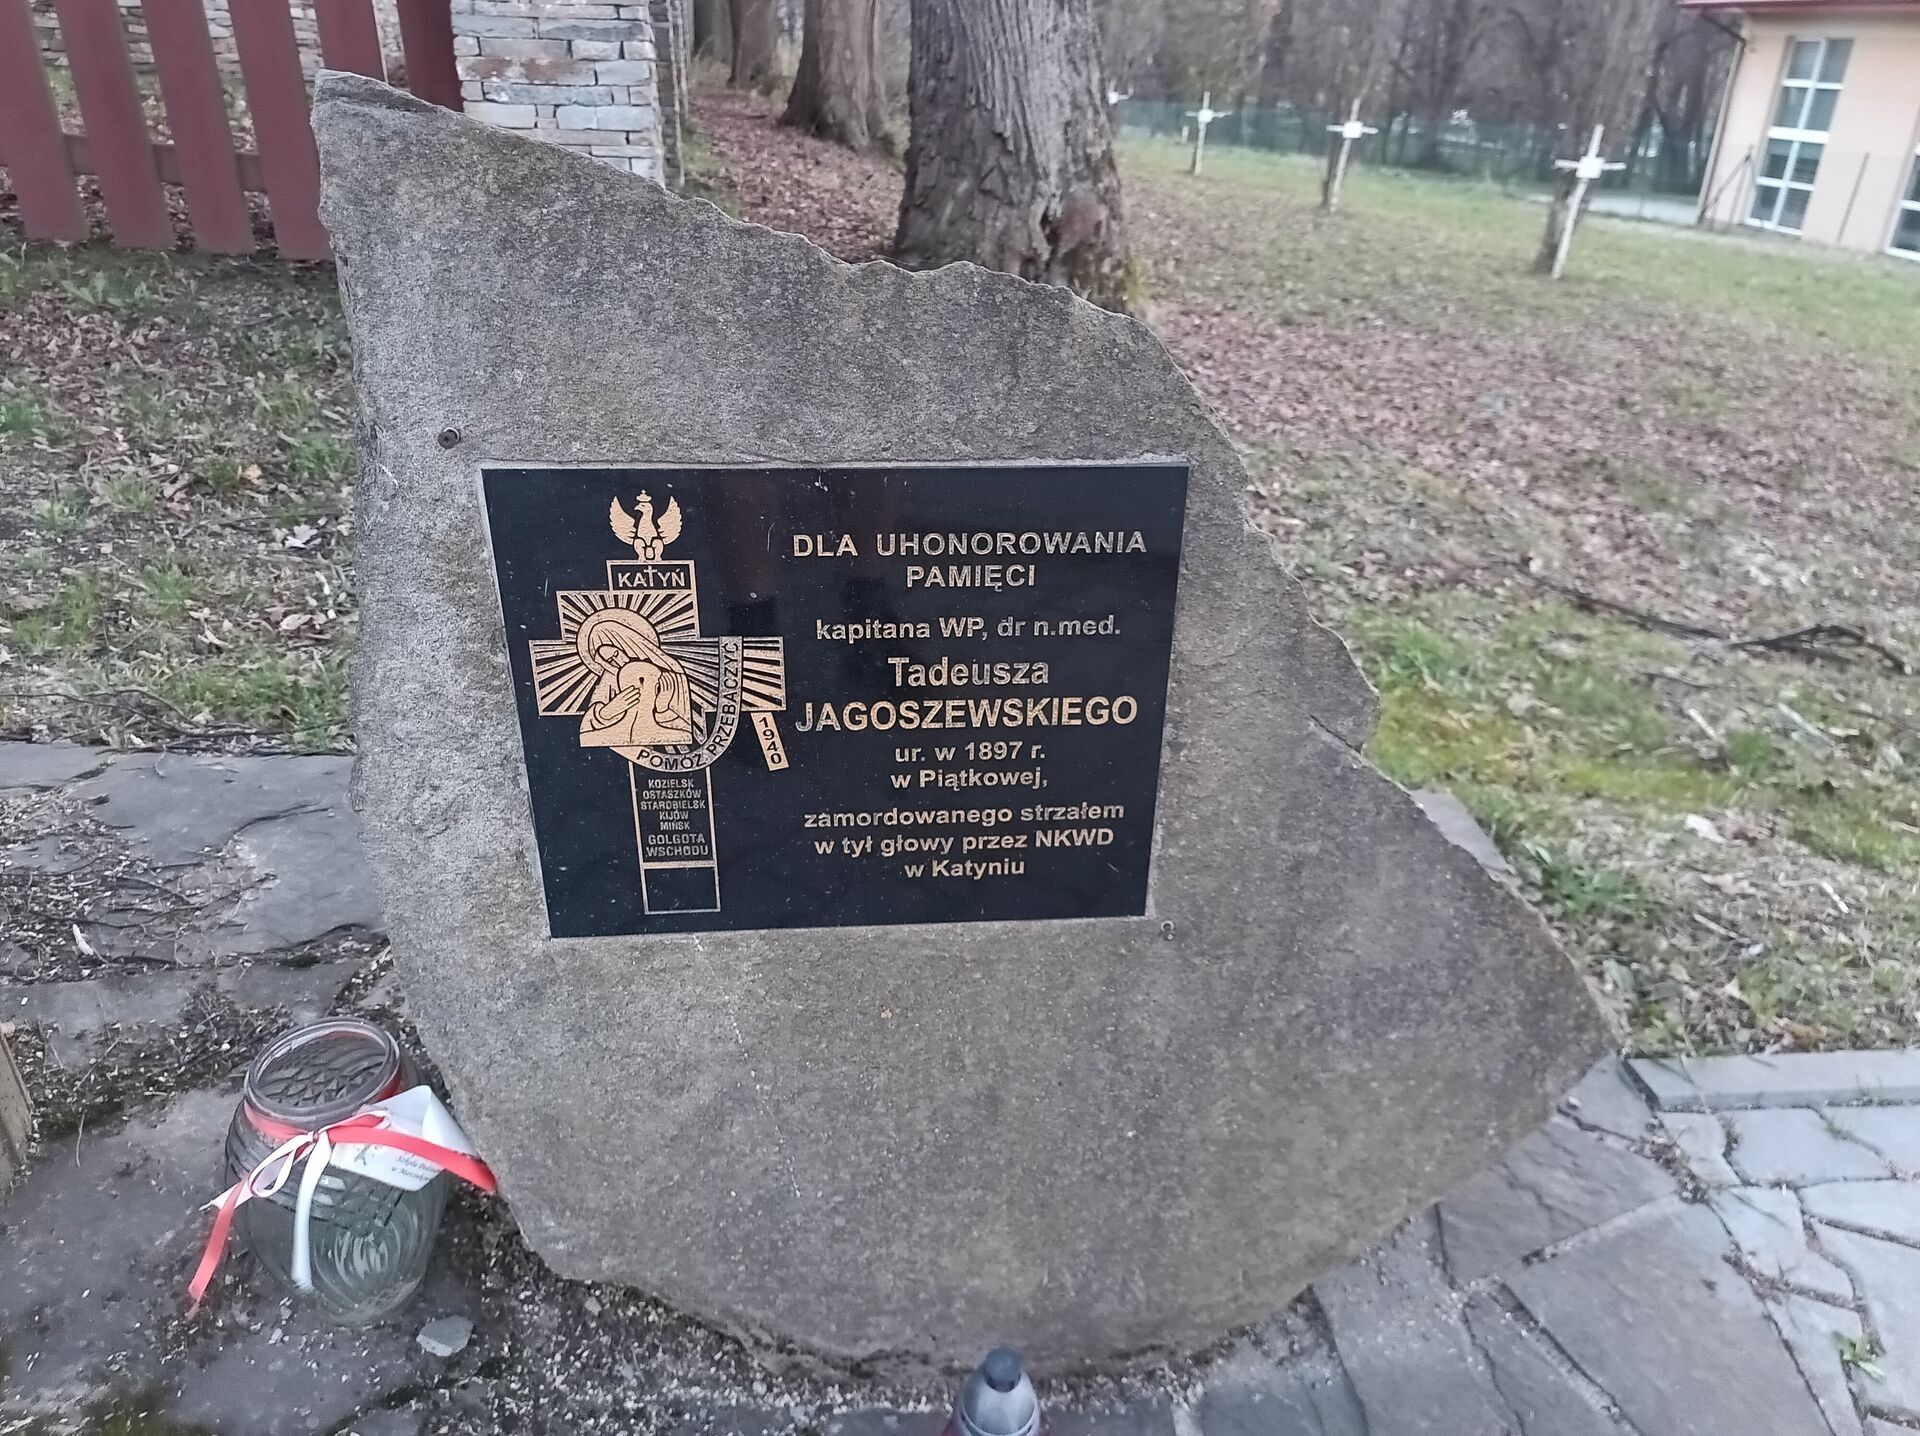 KATYŃ
POMÓŻ PRZEBACZYĆ
1940
KOZIELSK
OSTASZKÓW
STAROBIELSK
KIJÓW
MIŃSK
GOLGOTA
WSCHODU
DLA UHONOROWANIA
PAMIĘCI
kapitana WP, dr n.med.
Tadeusza
JAGOSZEWSKIEGO
ur. w 1897 r.
w Piątkowej,
zamordowanego strzałem
w tył głowy przez NKWD
w Katyniu
Szkoła
w